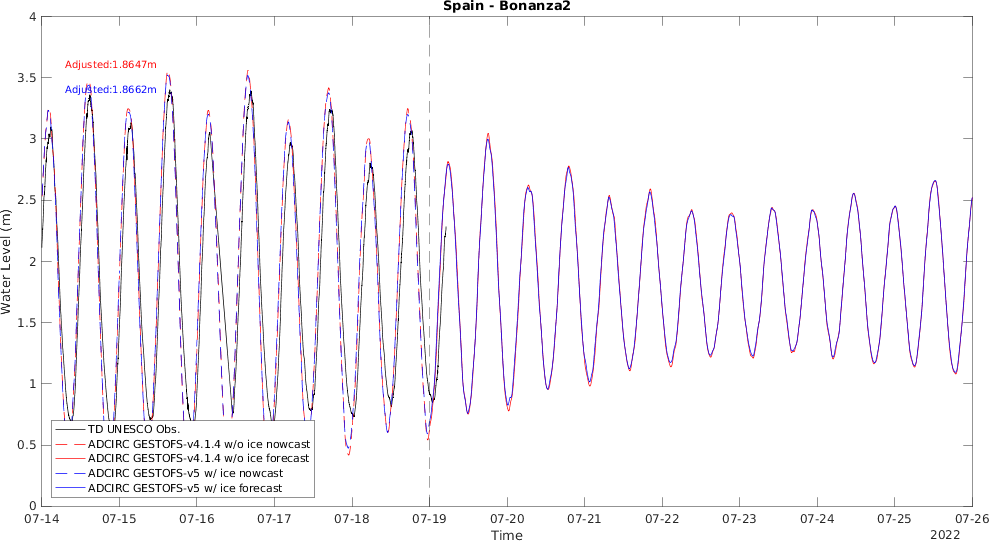 Spain - Bonanza2
4
3.5
3
2.5
2
1.5
1
0.5
0
Water Level (m)
Adjusted:1.8647m
Adjusted:1.8662m
TD UNESCO Obs.
ADCIRC GESTOFS-v4.1.4 w/o ice nowcast
ADCIRC GESTOFS-v4.1.4 w/o ice forecast
ADCIRC GESTOFS-v5 w/ ice nowcast
ADCIRC GESTOFS-v5 w/ ice forecast
07-14 07-15 07-16 07-17 07-18 07-19 07-20 07-21 07-22 07-23 07-24 07-25 07-26
Time
2022